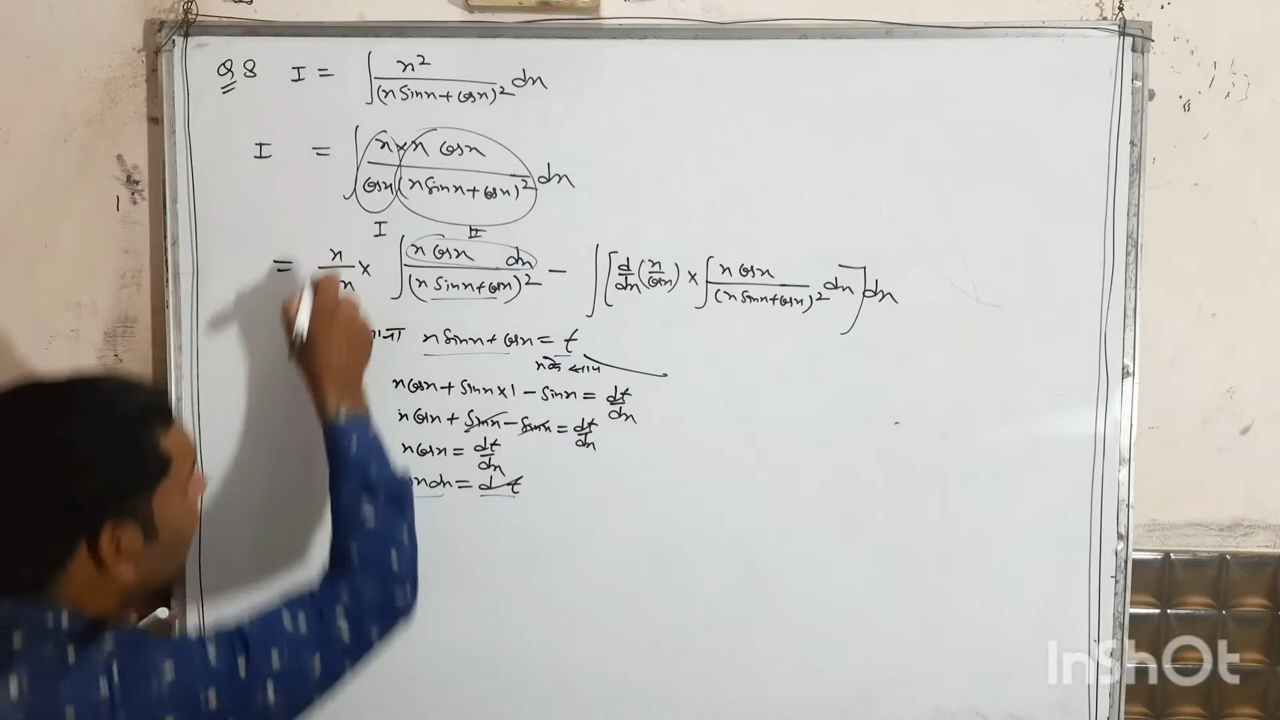 Q8 I = ∫ x² / (x sinx + cosx)² dx
I = ∫ x × x cosx / cosx (x sinx + cosx)² dx
I II
= x × ∫ x cosx dx / (x sinx + cosx)² − ∫ [d/dx (x/cosx) × ∫ x cosx / (x sinx + cosx)² dx] dx
x sinx + cosx = t
x के
x cosx + sinx × 1 − sinx = dt/dx
x cosx + sinx − sinx = dt/dx
x cosx = dt/dx
dx = dt
InShOt